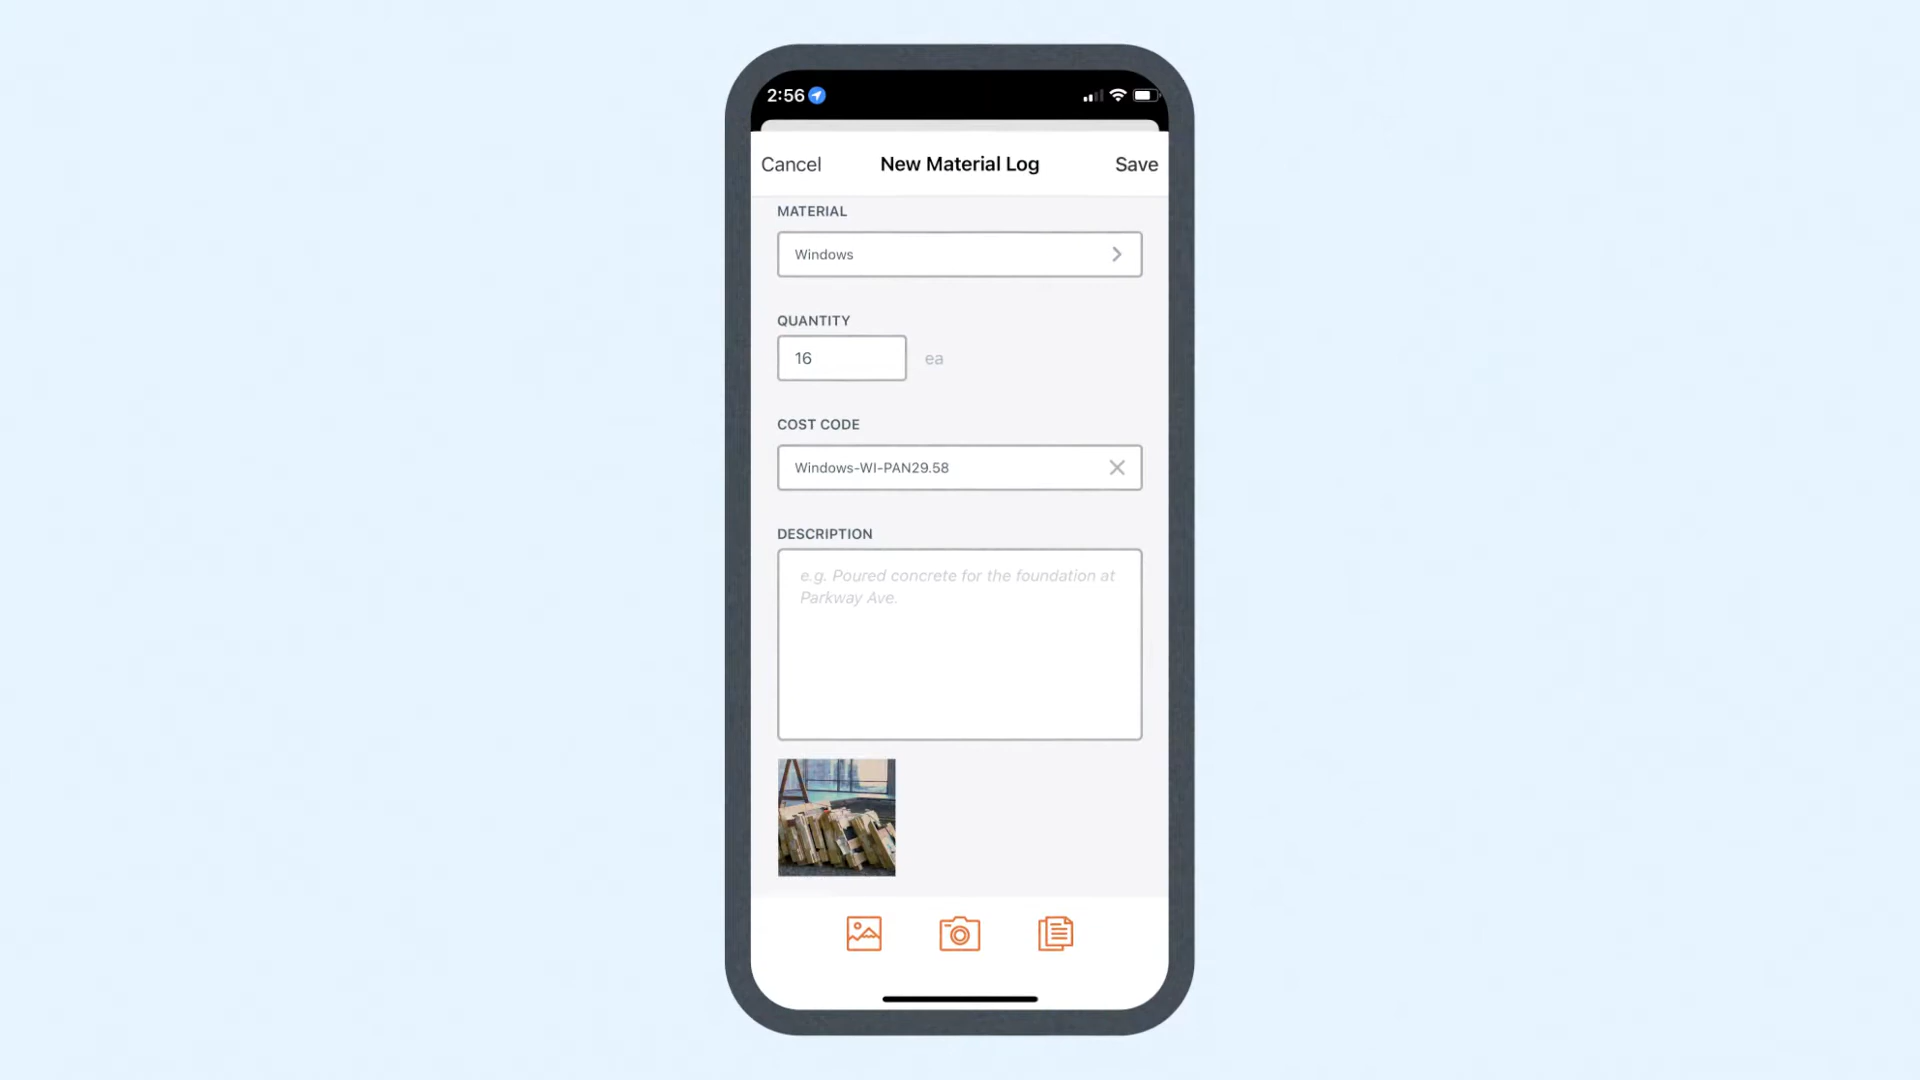 2:56
Cancel New Material Log Save
MATERIAL
Windows
QUANTITY
16 ea
COST CODE
Windows-WI-PAN29.58
DESCRIPTION
e.g. Poured concrete for the foundation at
Parkway Ave.